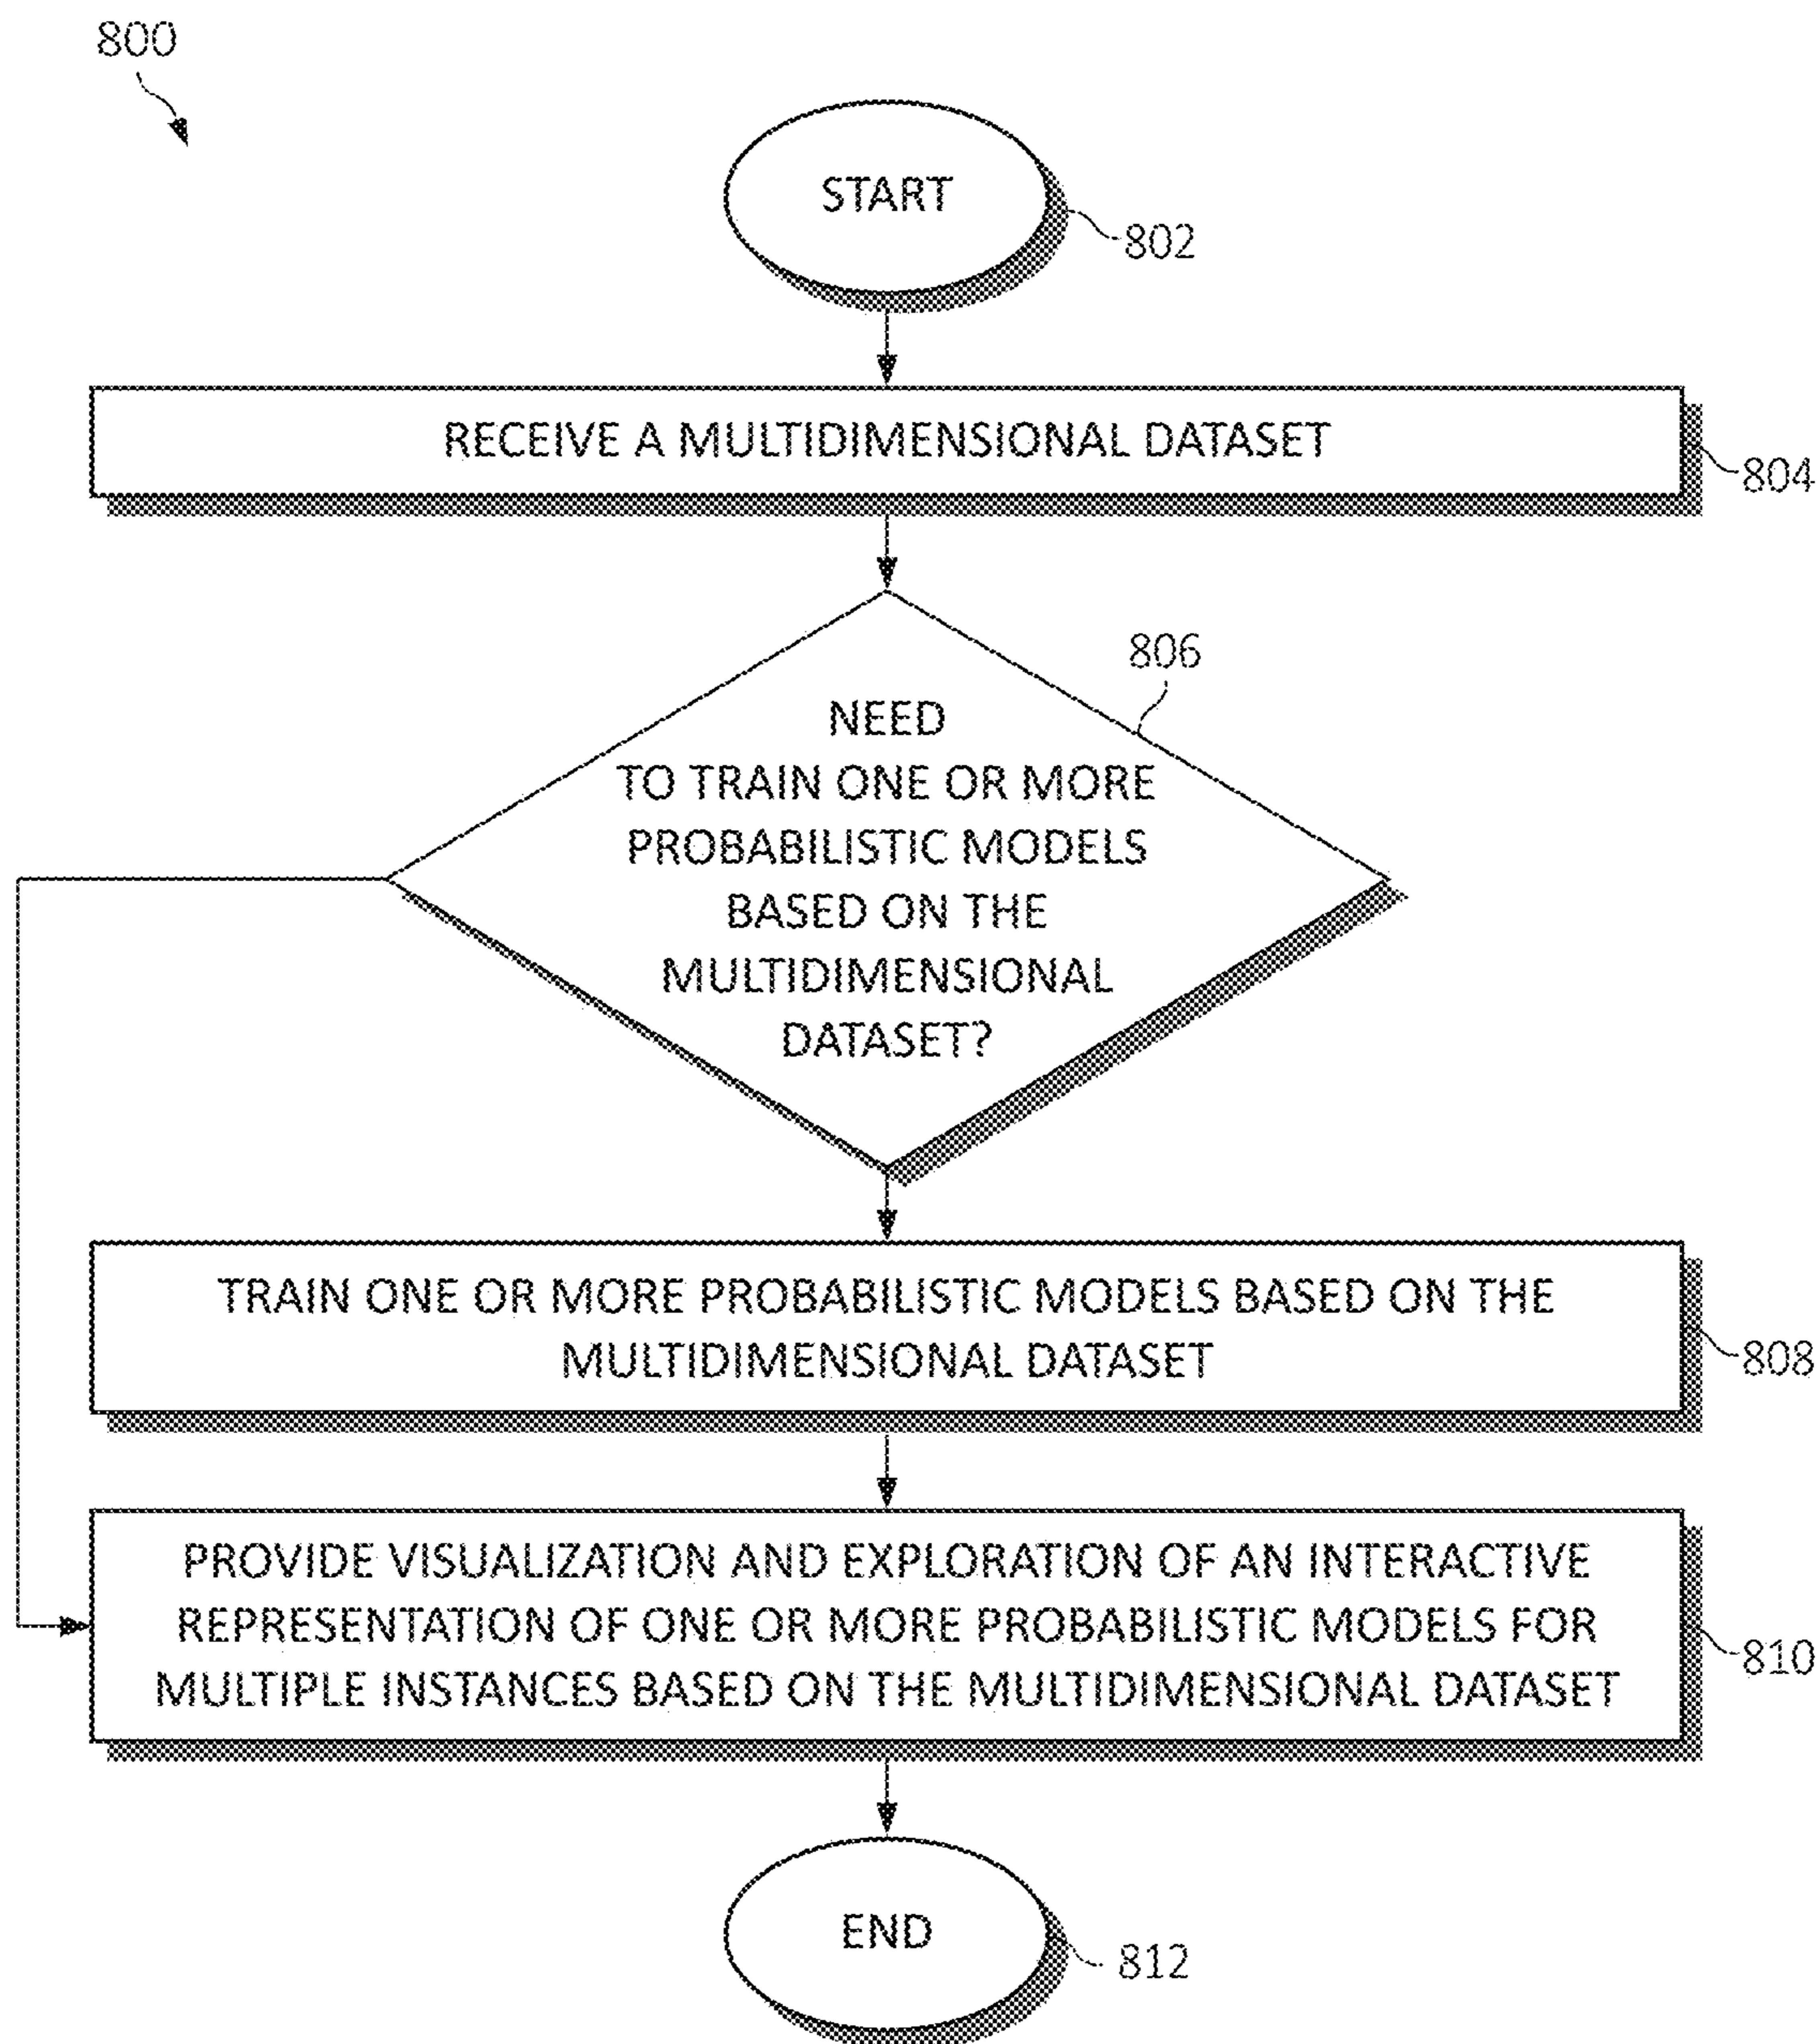 800
START
802
RECEIVE A MULTIDIMENSIONAL DATASET
804
806
NEED
TO TRAIN ONE OR MORE
PROBABILISTIC MODELS
BASED ON THE
MULTIDIMENSIONAL
DATASET?
TRAIN ONE OR MORE PROBABILISTIC MODELS BASED ON THE
MULTIDIMENSIONAL DATASET
808
PROVIDE VISUALIZATION AND EXPLORATION OF AN INTERACTIVE
REPRESENTATION OF ONE OR MORE PROBABILISTIC MODELS FOR
MULTIPLE INSTANCES BASED ON THE MULTIDIMENSIONAL DATASET
810
END
812